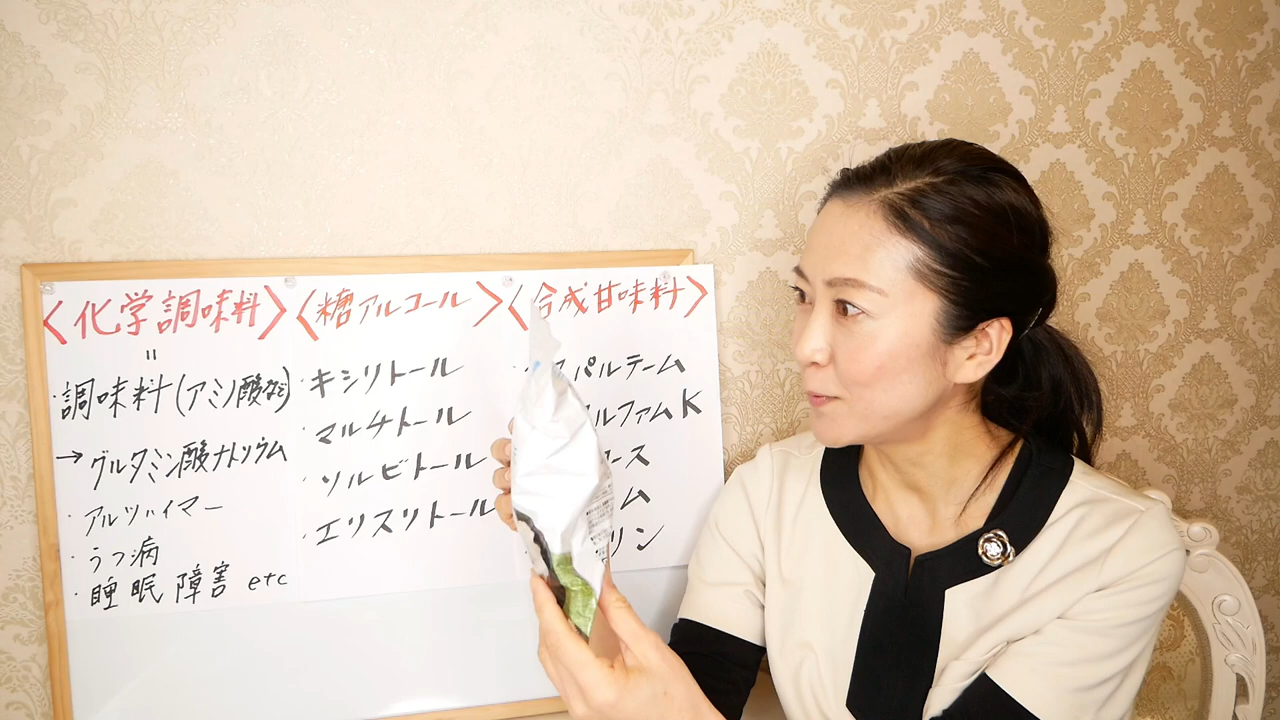 〈化学調味料〉
〃
・調味料(アミノ酸など)
→グルタミン酸ナトリウム
・アルツハイマー
・うつ病
・睡眠障害 etc
〈糖アルコール〉
・キシリトール
・マルチトール
・ソルビトール
・エリスリトール
〈合成甘味料〉
パルテーム
ルファムK
ース
ム
リン